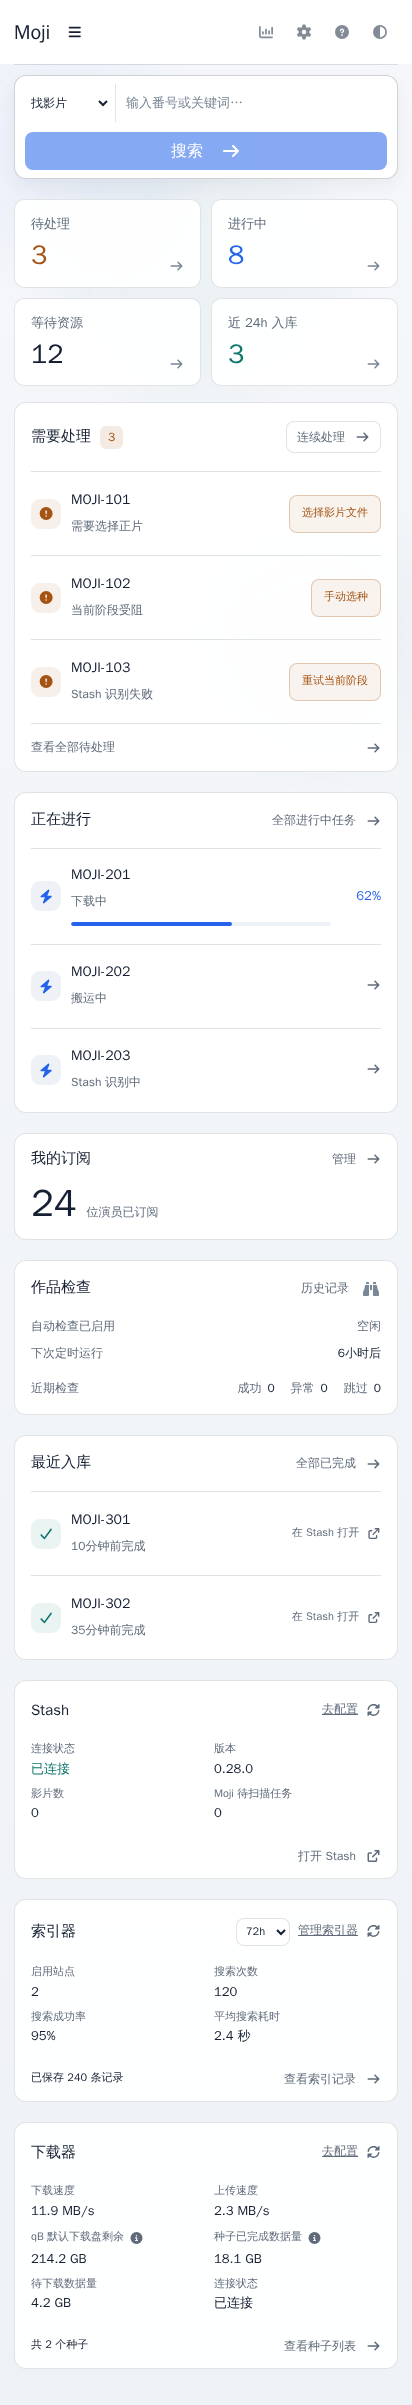 Moji
找影片
输入番号或关键词…
搜索
待处理
3
进行中
8
等待资源
12
近 24h 入库
3
需要处理 3
连续处理
MOJI-101
需要选择正片
选择影片文件
MOJI-102
当前阶段受阻
手动选种
MOJI-103
Stash 识别失败
重试当前阶段
查看全部待处理
正在进行
全部进行中任务
MOJI-201
下载中
62%
MOJI-202
搬运中
MOJI-203
Stash 识别中
我的订阅
管理
24 位演员已订阅
作品检查
历史记录
自动检查已启用
空闲
下次定时运行
6小时后
近期检查
成功 0 异常 0 跳过 0
最近入库
全部已完成
MOJI-301
10分钟前完成
在 Stash 打开
MOJI-302
35分钟前完成
在 Stash 打开
Stash
去配置
连接状态
已连接
版本
0.28.0
影片数
0
Moji 待扫描任务
0
打开 Stash
索引器
72h
管理索引器
启用站点
2
搜索次数
120
搜索成功率
95%
平均搜索耗时
2.4 秒
已保存 240 条记录
查看索引记录
下载器
去配置
下载速度
11.9 MB/s
上传速度
2.3 MB/s
qB 默认下载盘剩余
214.2 GB
种子已完成数据量
18.1 GB
待下载数据量
4.2 GB
连接状态
已连接
共 2 个种子
查看种子列表